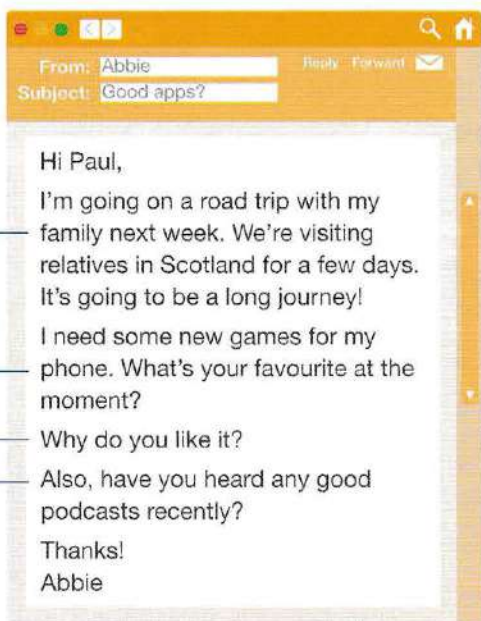 From: Abbie
Reply Forward
Subject: Good apps?
Hi Paul,
I'm going on a road trip with my
family next week. We're visiting
relatives in Scotland for a few days.
It's going to be a long journey!
I need some new games for my
phone. What's your favourite at the
moment?
Why do you like it?
Also, have you heard any good
podcasts recently?
Thanks!
Abbie